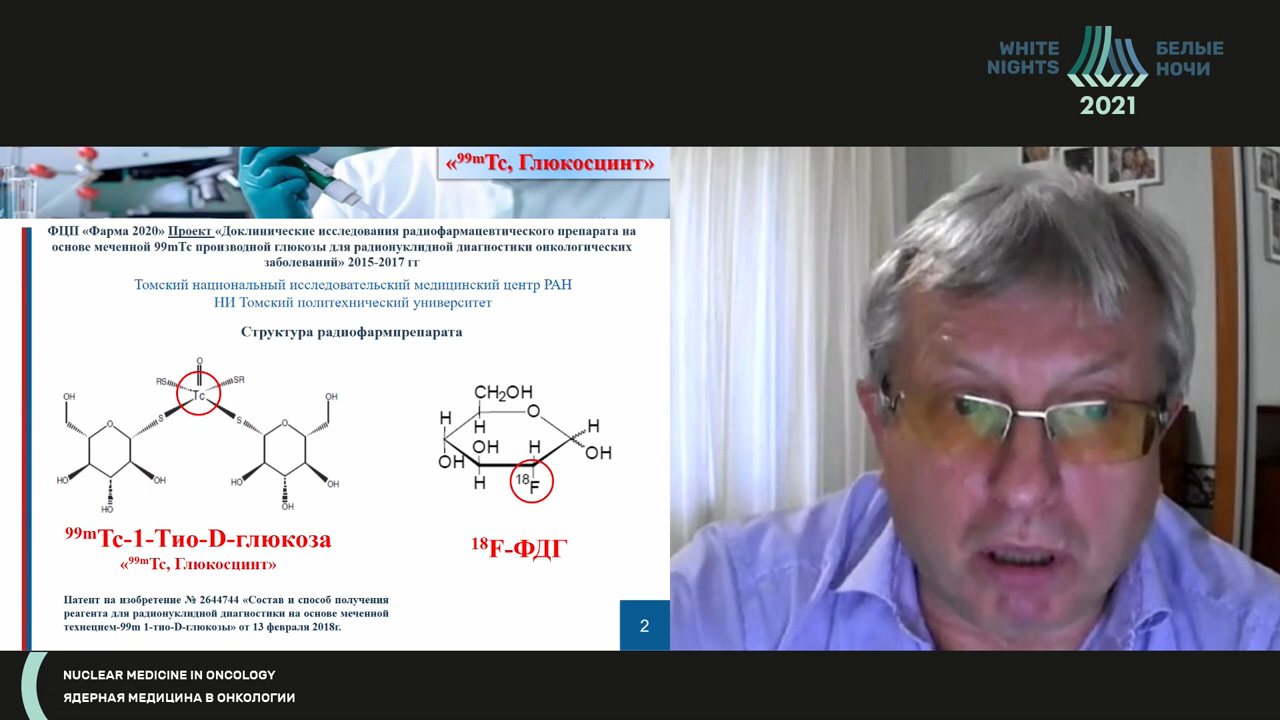 WHITE
NIGHTS
БЕЛЫЕ
НОЧИ
2021
«99mTc, Глюкосцинт»
ФЦП «Фарма 2020» Проект «Доклинические исследования радиофармацевтического препарата на
основе меченной 99mTc производной глюкозы для радионуклидной диагностики онкологических
заболеваний» 2015-2017 гг
Томский национальный исследовательский медицинский центр РАН
НИ Томский политехнический университет
Структура радиофмпрепарата
O
RS
SR
Tc
OH
S
S
OH
O
O
HO
OH
HO
OH
HO
OH
CH2OH
O
H
H
H
OH
H
OH
OH
H
18F
99mTc-1-Тио-D-глюкоза
«99mTc, Глюкосцинт»
18F-ФДГ
Патент на изобретение № 2644744 «Состав и способ получения
реагента для радионуклидной диагностики на основе меченной
технецием-99m 1-тио-D-глюкозы» от 13 февраля 2018г.
2
NUCLEAR MEDICINE IN ONCOLOGY
ЯДЕРНАЯ МЕДИЦИНА В ОНКОЛОГИИ